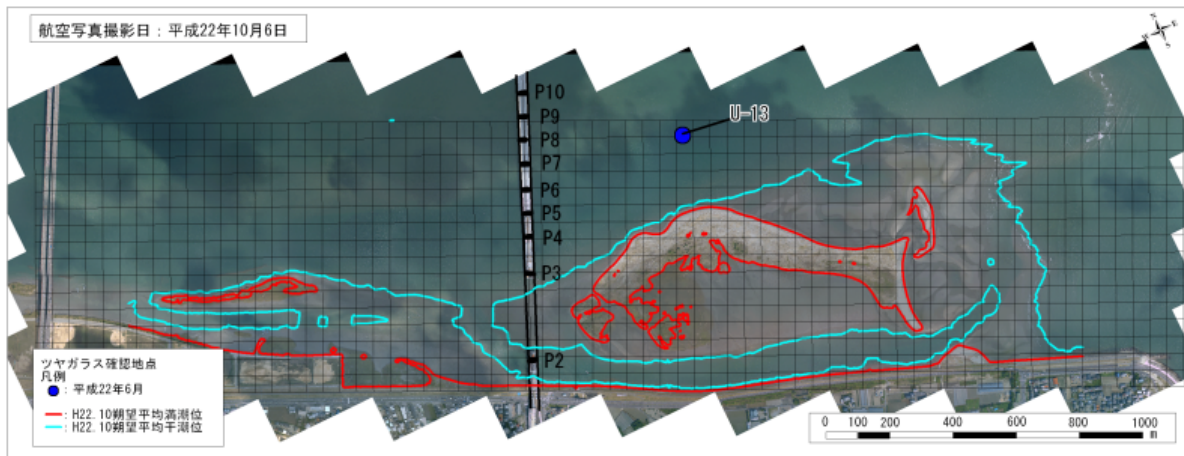 航空写真撮影日：平成22年10月6日
N
E
W
S
P10
P9
P8
P7
P6
P5
P4
P3
P2
U-13
ツヤガラス確認地点
凡例
：平成22年6月
：H22.10朔望平均満潮位
：H22.10朔望平均干潮位
0 100 200 400 600 800 1000
m